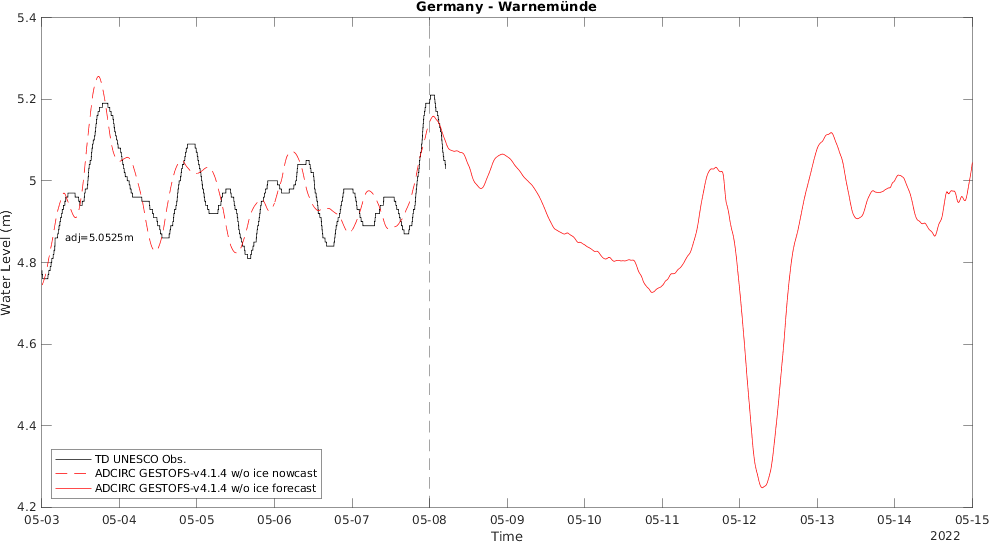 Germany - Warnemünde
5.4
5.2
5
4.8
4.6
4.4
4.2
Water Level (m)
adj=5.0525m
TD UNESCO Obs.
ADCIRC GESTOFS-v4.1.4 w/o ice nowcast
ADCIRC GESTOFS-v4.1.4 w/o ice forecast
05-03 05-04 05-05 05-06 05-07 05-08 05-09 05-10 05-11 05-12 05-13 05-14 05-15
Time
2022